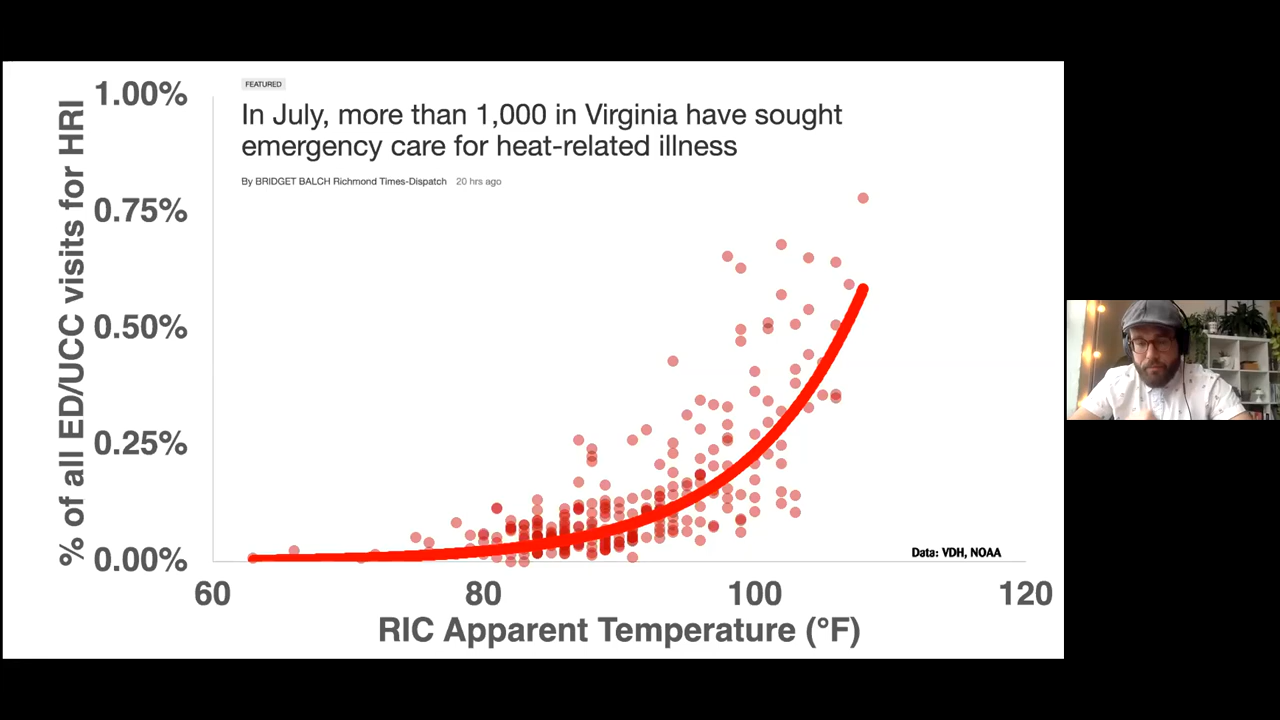 FEATURED
In July, more than 1,000 in Virginia have sought
emergency care for heat-related illness
By BRIDGET BALCH Richmond Times-Dispatch 20 hrs ago
% of all ED/UCC visits for HRI
1.00%
0.75%
0.50%
0.25%
0.00%
Data: VDH, NOAA
60 80 100 120
RIC Apparent Temperature (°F)